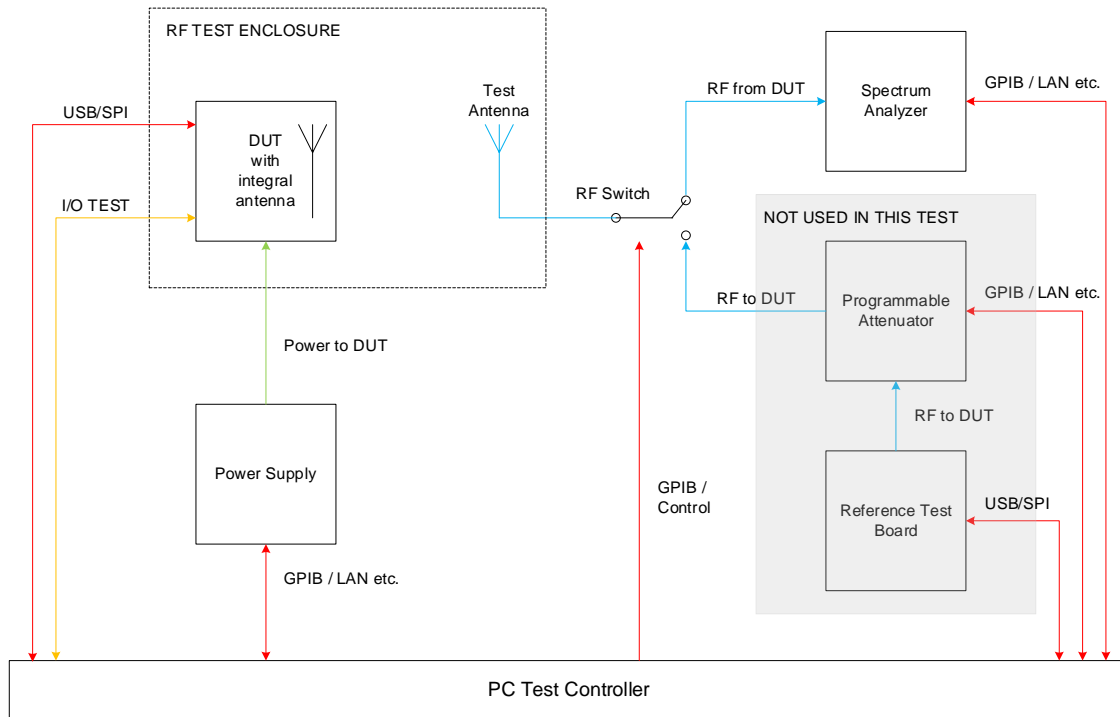 RF TEST ENCLOSURE
Test
Antenna
RF from DUT
Spectrum
Analyzer
GPIB / LAN etc.
USB/SPI
DUT
with
integral
antenna
I/O TEST
RF Switch
NOT USED IN THIS TEST
RF to DUT
Programmable
Attenuator
GPIB / LAN etc.
Power to DUT
RF to DUT
Power Supply
GPIB /
Control
Reference Test
Board
USB/SPI
GPIB / LAN etc.
PC Test Controller